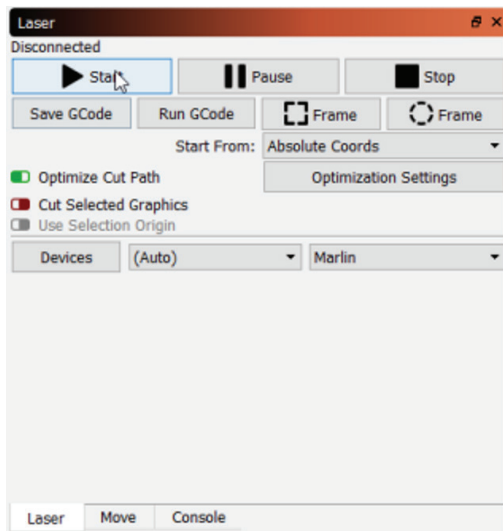 Laser
Disconnected
Start Pause Stop
Save GCode Run GCode Frame Frame
Start From: Absolute Coords
Optimize Cut Path Optimization Settings
Cut Selected Graphics
Use Selection Origin
Devices (Auto) Marlin
Laser Move Console